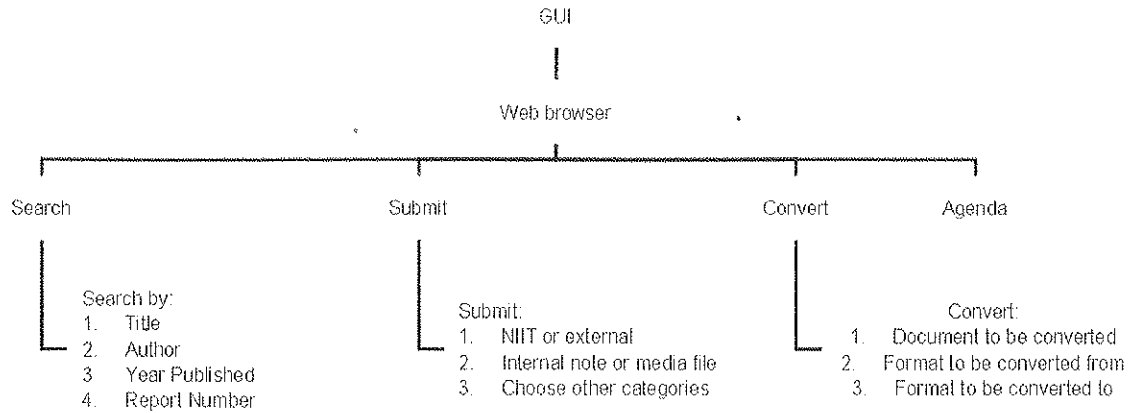 GUI
Web browser
Search
Submit
Convert
Agenda
Search by:
1. Title
2. Author
3 Year Published
4. Report Number
Submit:
1. NIIT or external
2. Internal note or media file
3. Choose other categories
Convert:
1. Document to be converted
2. Format to be converted from
3. Format to be converted to